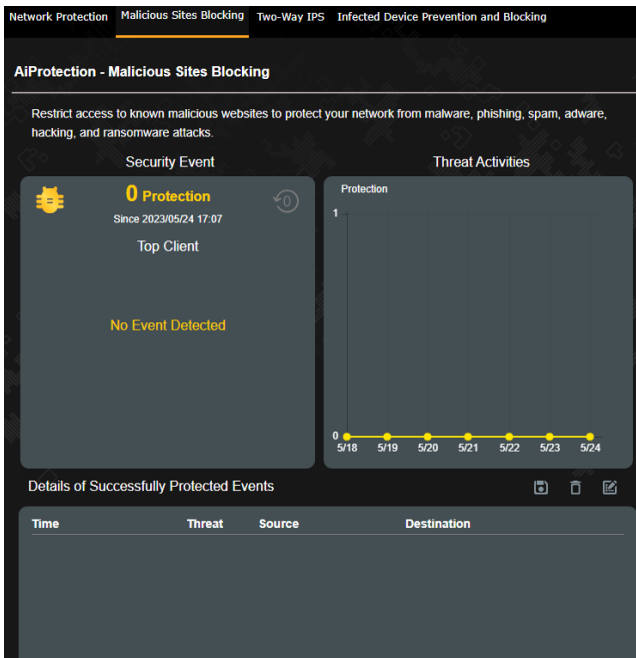 Network Protection Malicious Sites Blocking Two-Way IPS Infected Device Prevention and Blocking
AiProtection - Malicious Sites Blocking
Restrict access to known malicious websites to protect your network from malware, phishing, spam, adware,
hacking, and ransomware attacks.
Security Event
0 Protection
0
Since 2023/05/24 17:07
Top Client
No Event Detected
Threat Activities
Protection
1
0
5/18 5/19 5/20 5/21 5/22 5/23 5/24
Details of Successfully Protected Events
Time Threat Source Destination